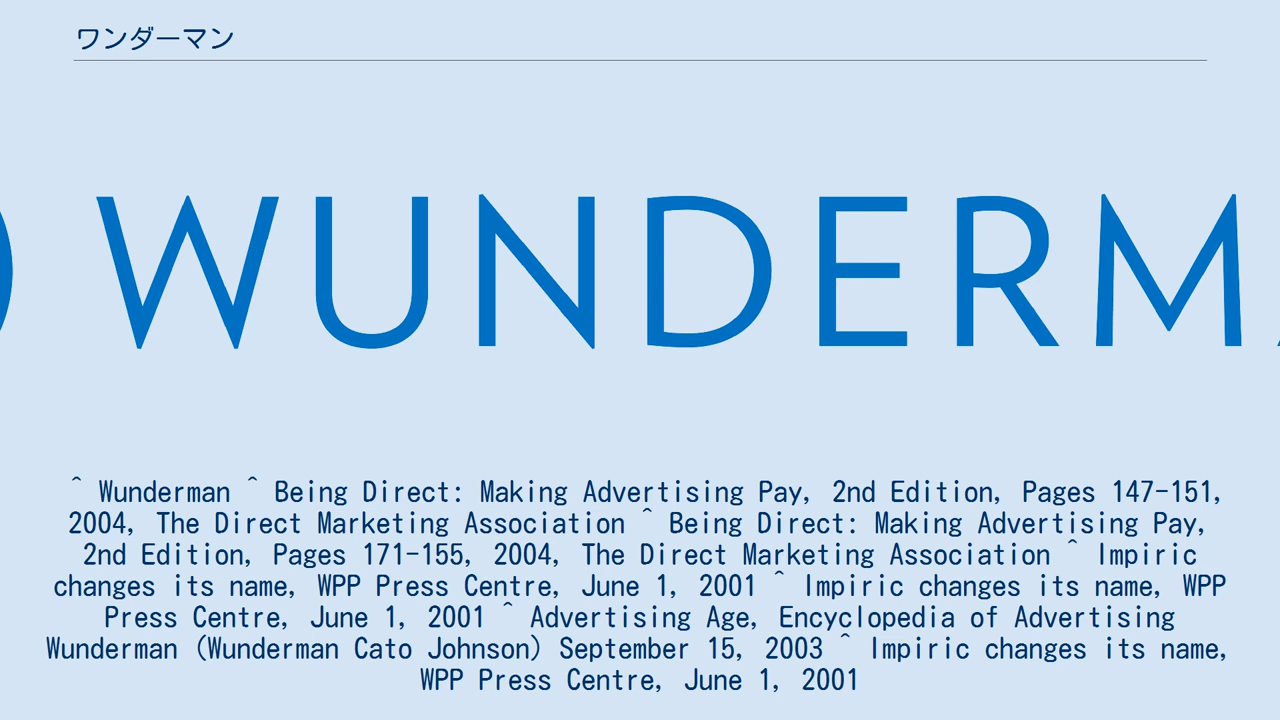 ワンダーマン
WUNDERM
^ Wunderman ^ Being Direct: Making Advertising Pay, 2nd Edition, Pages 147-151,
2004, The Direct Marketing Association ^ Being Direct: Making Advertising Pay,
2nd Edition, Pages 171-155, 2004, The Direct Marketing Association ^ Impiric
changes its name, WPP Press Centre, June 1, 2001 ^ Impiric changes its name, WPP
Press Centre, June 1, 2001 ^ Advertising Age, Encyclopedia of Advertising
Wunderman (Wunderman Cato Johnson) September 15, 2003 ^ Impiric changes its name,
WPP Press Centre, June 1, 2001